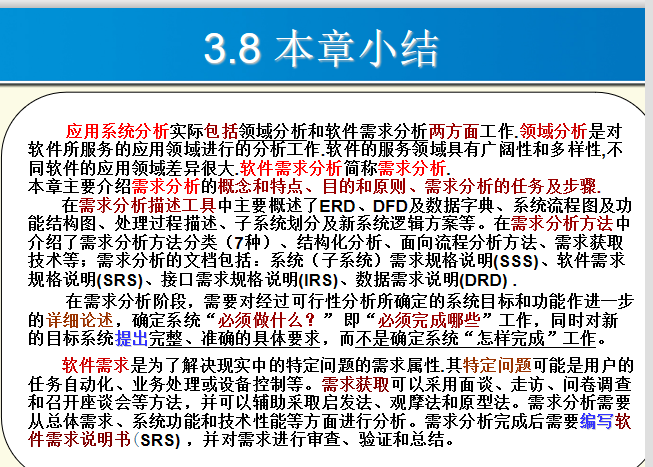 3.8 本章小结
应用系统分析实际包括领域分析和软件需求分析两方面工作.领域分析是对
软件所服务的应用领域进行的分析工作.软件的服务领域具有广阔性和多样性,不
同软件的应用领域差异很大.软件需求分析简称需求分析.
本章主要介绍需求分析的概念和特点、目的和原则、需求分析的任务及步骤.
在需求分析描述工具中主要概述了ERD、DFD及数据字典、系统流程图及功
能结构图、处理过程描述、子系统划分及新系统逻辑方案等。在需求分析方法中
介绍了需求分析方法分类（7种）、结构化分析、面向流程分析方法、需求获取
技术等；需求分析的文档包括：系统（子系统）需求规格说明(SSS)、软件需求
规格说明(SRS)、接口需求规格说明(IRS)、数据需求说明(DRD) .
在需求分析阶段，需要对经过可行性分析所确定的系统目标和功能作进一步
的详细论述，确定系统“必须做什么？” 即“必须完成哪些”工作，同时对新
的目标系统提出完整、准确的具体要求，而不是确定系统“怎样完成”工作。
软件需求是为了解决现实中的特定问题的需求属性.其特定问题可能是用户的
任务自动化、业务处理或设备控制等。需求获取可以采用面谈、走访、问卷调查
和召开座谈会等方法，并可以辅助采取启发法、观摩法和原型法。需求分析需要
从总体需求、系统功能和技术性能等方面进行分析。需求分析完成后需要编写软
件需求说明书(SRS) ，并对需求进行审查、验证和总结。